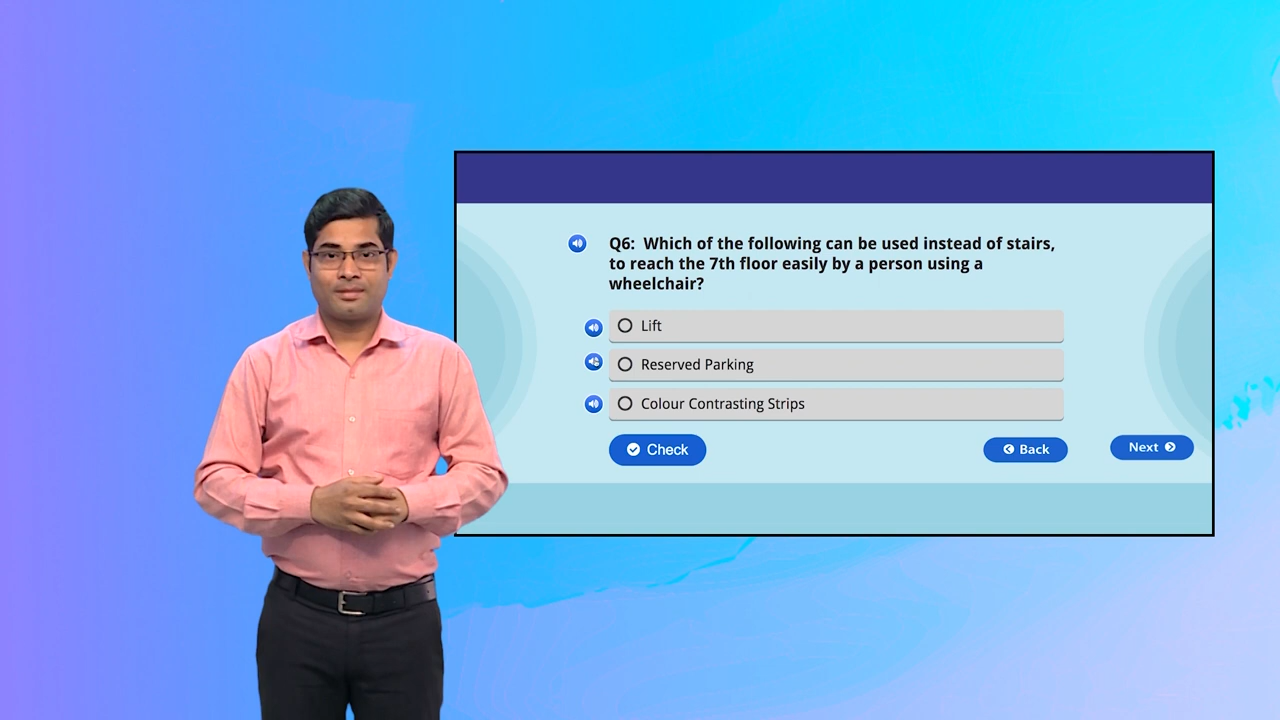 Q6: Which of the following can be used instead of stairs,
to reach the 7th floor easily by a person using a
wheelchair?
Lift
Reserved Parking
Colour Contrasting Strips
Check
Back
Next